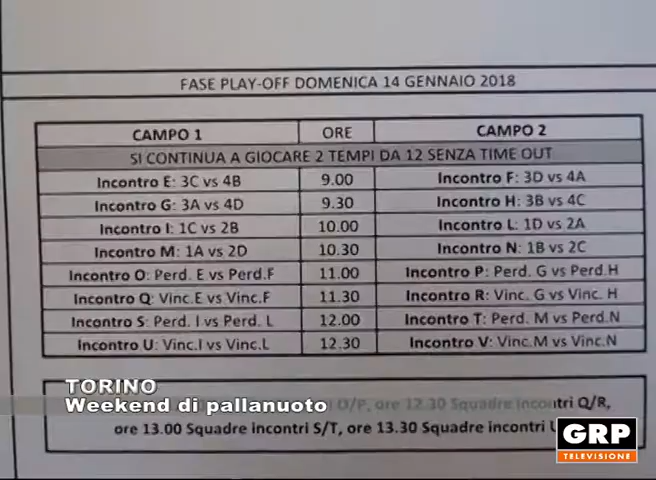 FASE PLAY-OFF DOMENICA 14 GENNAIO 2018
CAMPO 1 ORE CAMPO 2
SI CONTINUA A GIOCARE 2 TEMPI DA 12 SENZA TIME OUT
Incontro E: 3C vs 4B 9.00 Incontro F: 3D vs 4A
Incontro G: 3A vs 4D 9.30 Incontro H: 3B vs 4C
Incontro I: 1C vs 2B 10.00 Incontro L: 1D vs 2A
Incontro M: 1A vs 2D 10.30 Incontro N: 1B vs 2C
Incontro O: Perd. E vs Perd.F 11.00 Incontro P: Perd. G vs Perd.H
Incontro Q: Vinc.E vs Vinc.F 11.30 Incontro R: Vinc. G vs Vinc. H
Incontro S: Perd. I vs Perd. L 12.00 Incontro T: Perd. M vs Perd.N
Incontro U: Vinc.I vs Vinc.L 12.30 Incontro V: Vinc.M vs Vinc.N
TORINO
Weekend di pallanuoto
O/P, ore 12.30 Squadre incontri Q/R,
ore 13.00 Squadre incontri S/T, ore 13.30 Squadre incontri
GRP
TELEVISIONE